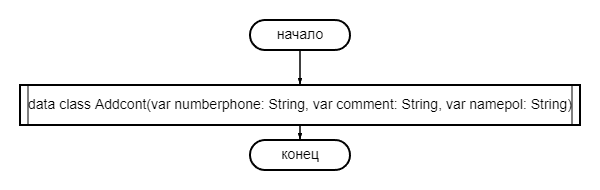 начало
data class Addcont(var numberphone: String, var comment: String, var namepol: String)
конец